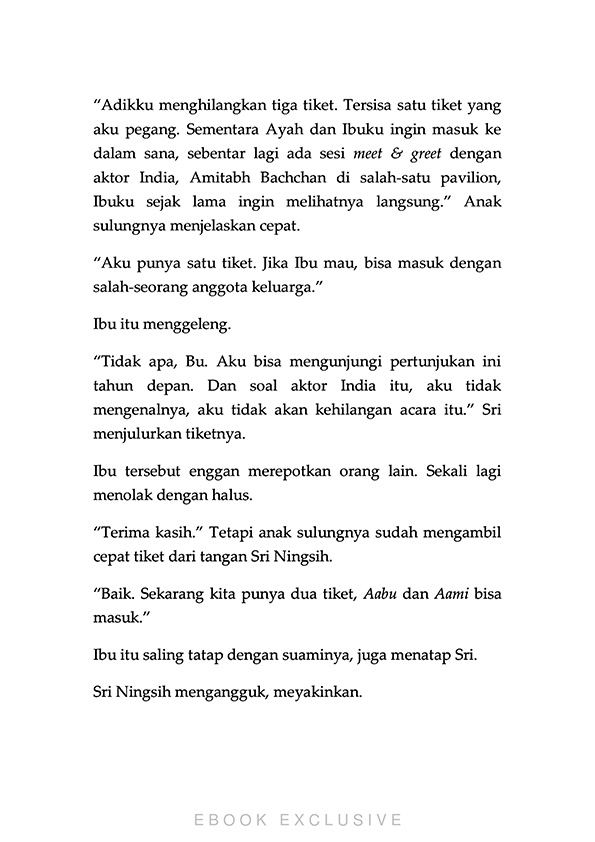 “Adikku menghilangkan tiga tiket. Tersisa satu tiket yang
aku pegang. Sementara Ayah dan Ibuku ingin masuk ke
dalam sana, sebentar lagi ada sesi meet & greet dengan
aktor India, Amitabh Bachchan di salah-satu pavilion,
Ibuku sejak lama ingin melihatnya langsung.” Anak
sulungnya menjelaskan cepat.
“Aku punya satu tiket. Jika Ibu mau, bisa masuk dengan
salah-seorang anggota keluarga.”
Ibu itu menggeleng.
“Tidak apa, Bu. Aku bisa mengunjungi pertunjukan ini
tahun depan. Dan soal aktor India itu, aku tidak
mengenalnya, aku tidak akan kehilangan acara itu.” Sri
menjulurkan tiketnya.
Ibu tersebut enggan merepotkan orang lain. Sekali lagi
menolak dengan halus.
“Terima kasih.” Tetapi anak sulungnya sudah mengambil
cepat tiket dari tangan Sri Ningsih.
“Baik. Sekarang kita punya dua tiket, Aabu dan Aami bisa
masuk.”
Ibu itu saling tatap dengan suaminya, juga menatap Sri.
Sri Ningsih mengangguk, meyakinkan.
EBOOK EXCLUSIVE